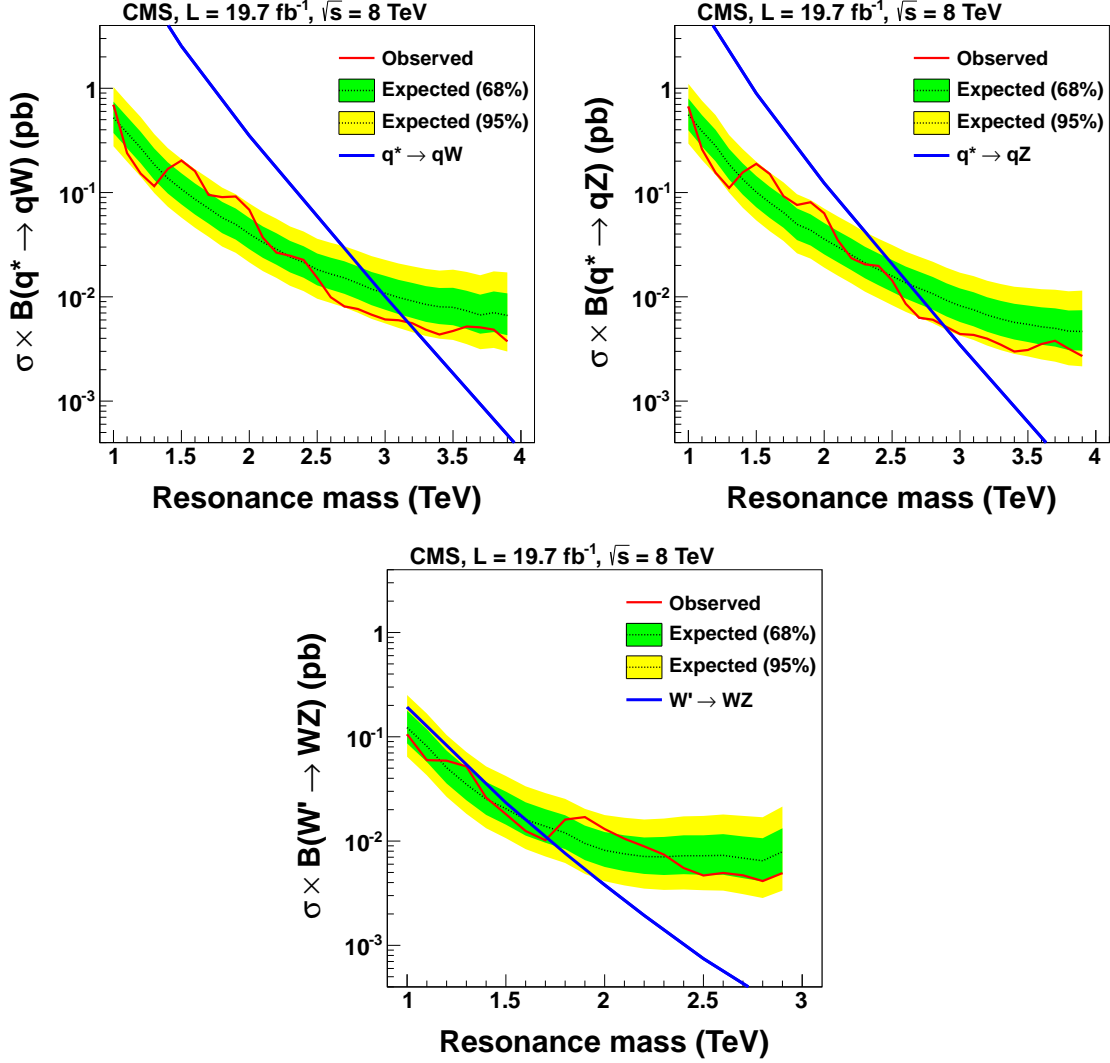 CMS, L = 19.7 fb⁻¹, √s = 8 TeV
Observed
Expected (68%)
Expected (95%)
q* → qW
σ × B(q* → qW) (pb)
1
10⁻¹
10⁻²
10⁻³
1 1.5 2 2.5 3 3.5 4
Resonance mass (TeV)
CMS, L = 19.7 fb⁻¹, √s = 8 TeV
Observed
Expected (68%)
Expected (95%)
q* → qZ
σ × B(q* → qZ) (pb)
1
10⁻¹
10⁻²
10⁻³
1 1.5 2 2.5 3 3.5 4
Resonance mass (TeV)
CMS, L = 19.7 fb⁻¹, √s = 8 TeV
Observed
Expected (68%)
Expected (95%)
W' → WZ
σ × B(W' → WZ) (pb)
1
10⁻¹
10⁻²
10⁻³
1 1.5 2 2.5 3
Resonance mass (TeV)